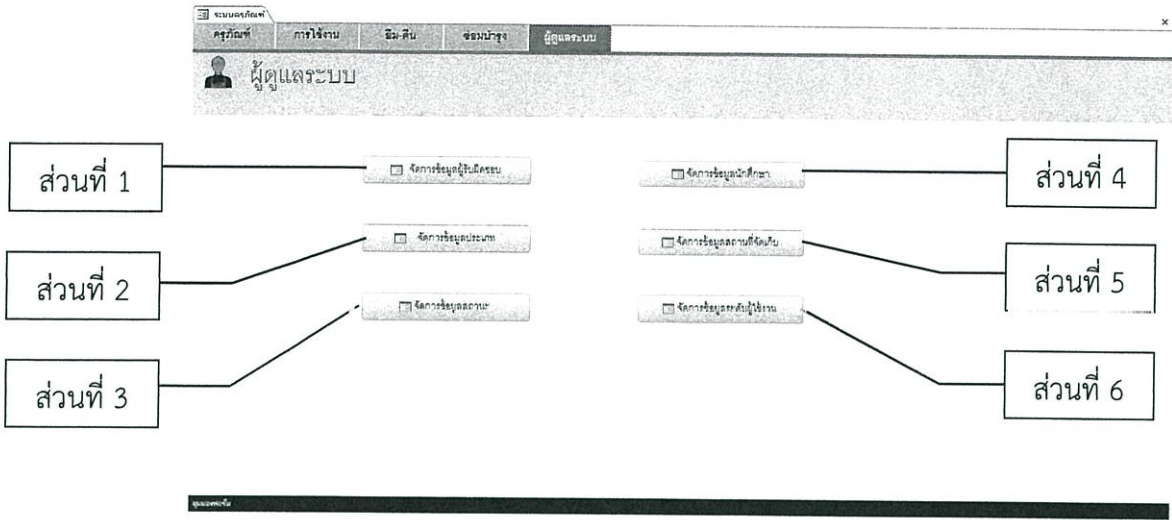 ระบบครุภัณฑ์
ครุภัณฑ์ การใช้งาน ยืม-คืน ซ่อมบำรุง ผู้ดูแลระบบ
ผู้ดูแลระบบ
ส่วนที่ 1
จัดการข้อมูลผู้รับผิดชอบ
จัดการข้อมูลนักศึกษา
ส่วนที่ 4
ส่วนที่ 2
จัดการข้อมูลประเภท
จัดการข้อมูลสถานที่จัดเก็บ
ส่วนที่ 5
ส่วนที่ 3
จัดการข้อมูลสถานะ
จัดการข้อมูลระดับผู้ใช้งาน
ส่วนที่ 6
มุมมองฟอร์ม